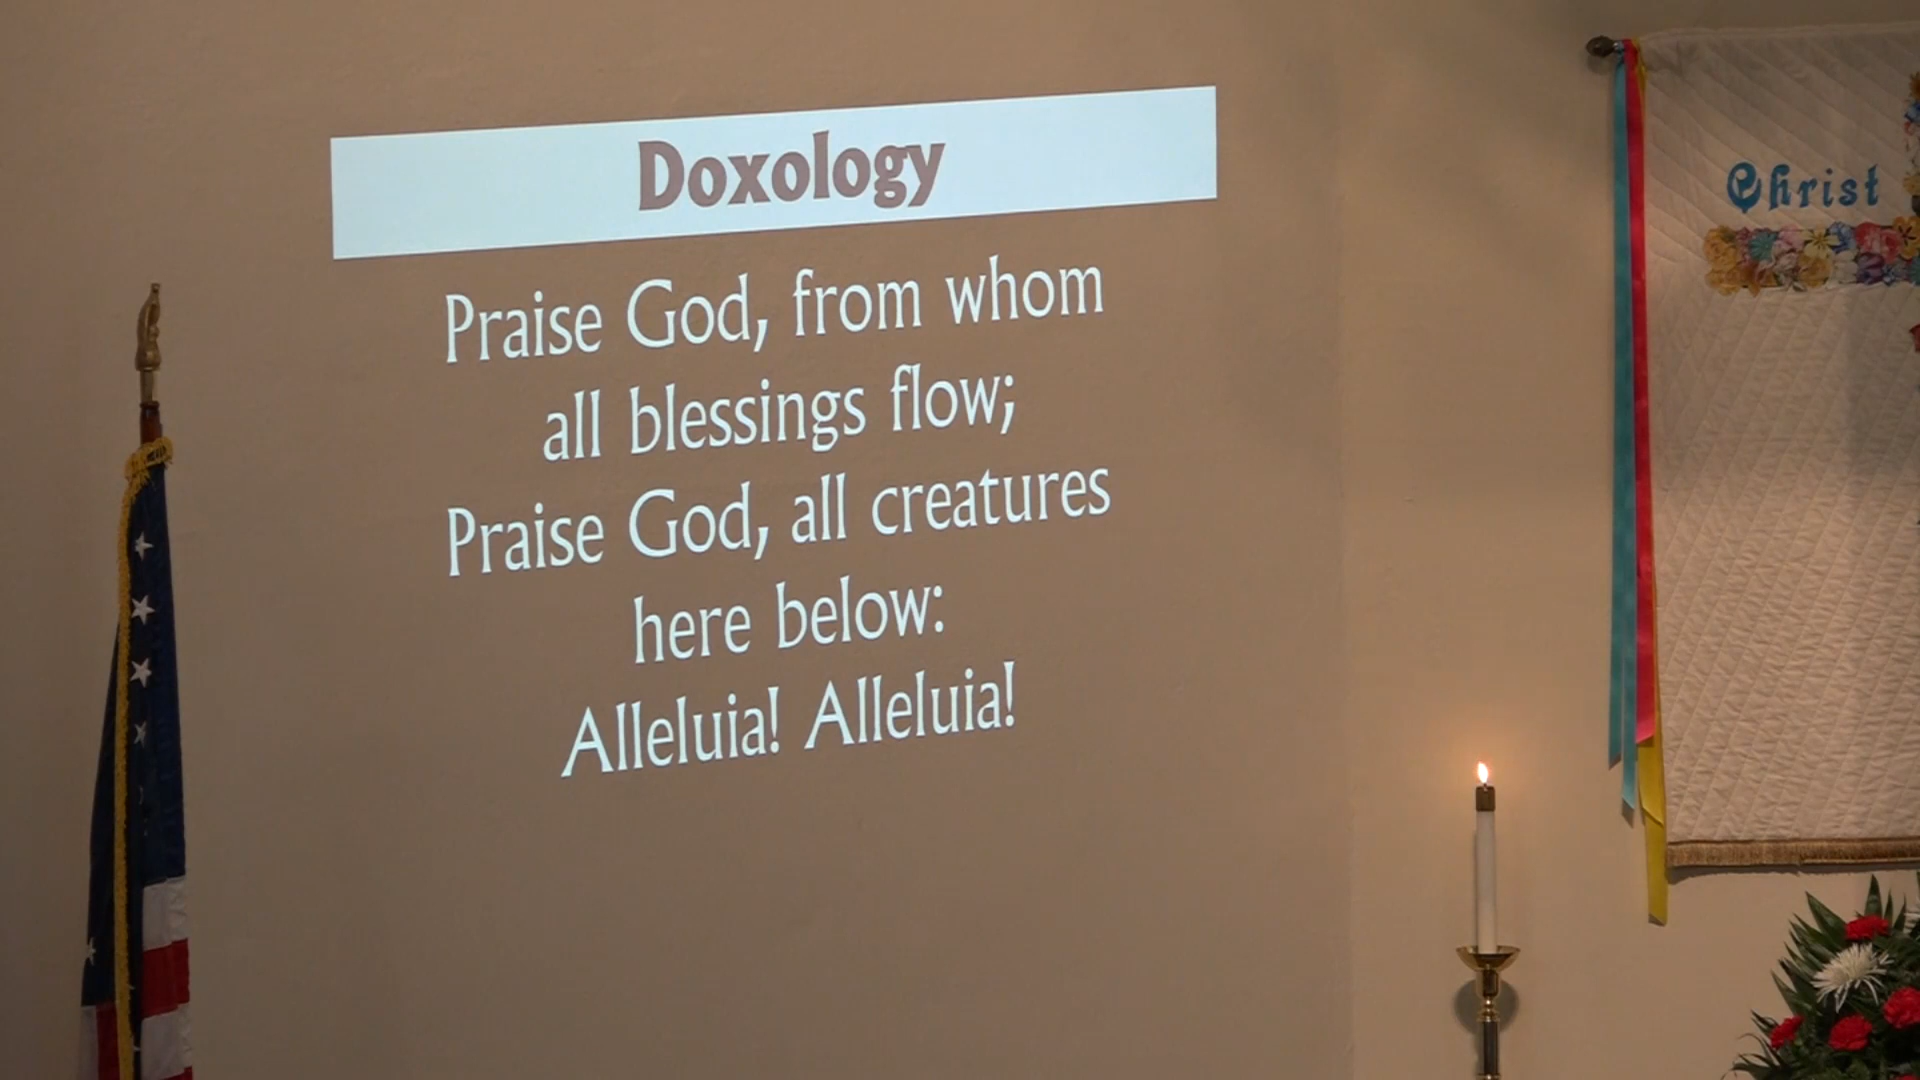 Doxology
Praise God, from whom
all blessings flow;
Praise God, all creatures
here below:
Alleluia! Alleluia!
Christ